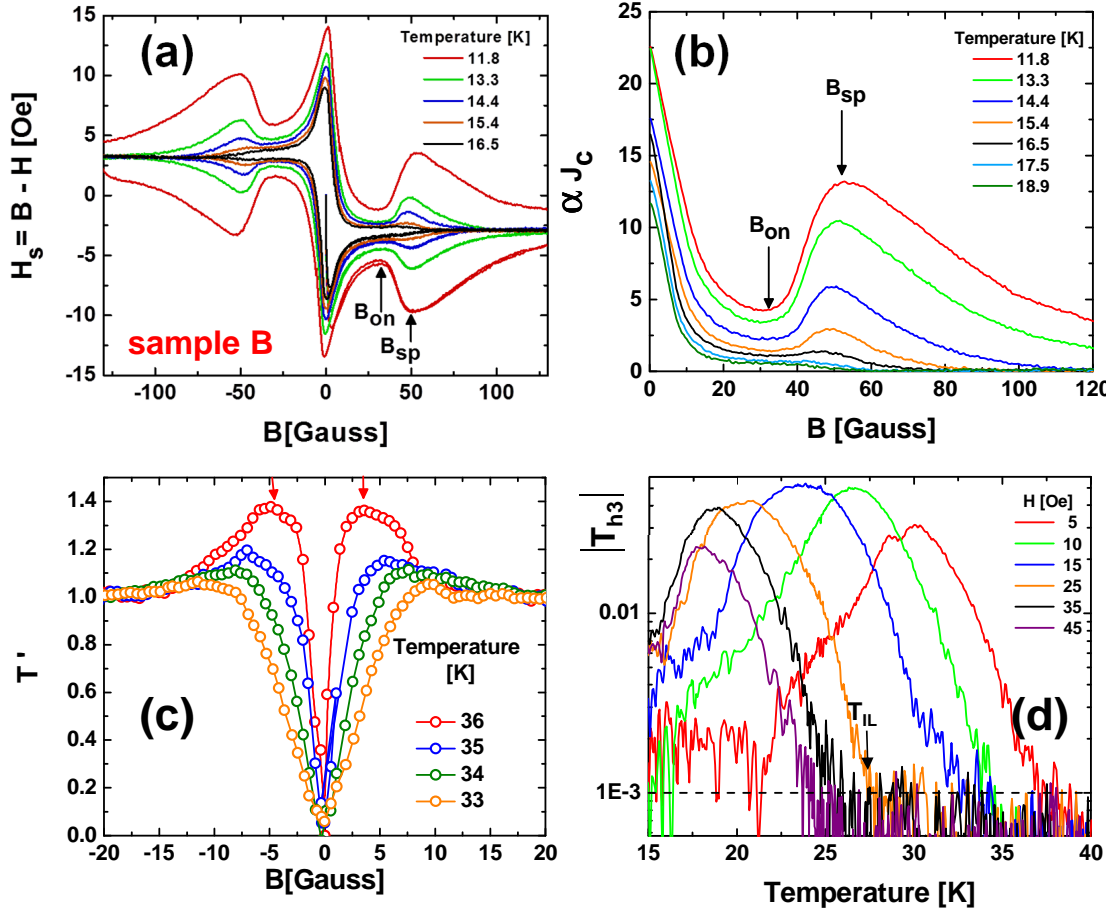 (a)
Temperature [K]
11.8
13.3
14.4
15.4
16.5
H_s = B - H [Oe]
15
10
5
0
-5
-10
-15
B_on
B_sp
sample B
-100 -50 0 50 100
B[Gauss]
(b)
Temperature [K]
11.8
13.3
14.4
15.4
16.5
17.5
18.9
α J_c
25
20
15
10
5
0
B_sp
B_on
0 20 40 60 80 100 120
B [Gauss]
(c)
Temperature
[K]
36
35
34
33
T '
1.4
1.2
1.0
0.8
0.6
0.4
0.2
0.0
-20 -15 -10 -5 0 5 10 15 20
B[Gauss]
(d)
H [Oe]
5
10
15
25
35
45
|T_h3|
0.01
1E-3
T_IL
15 20 25 30 35 40
Temperature [K]